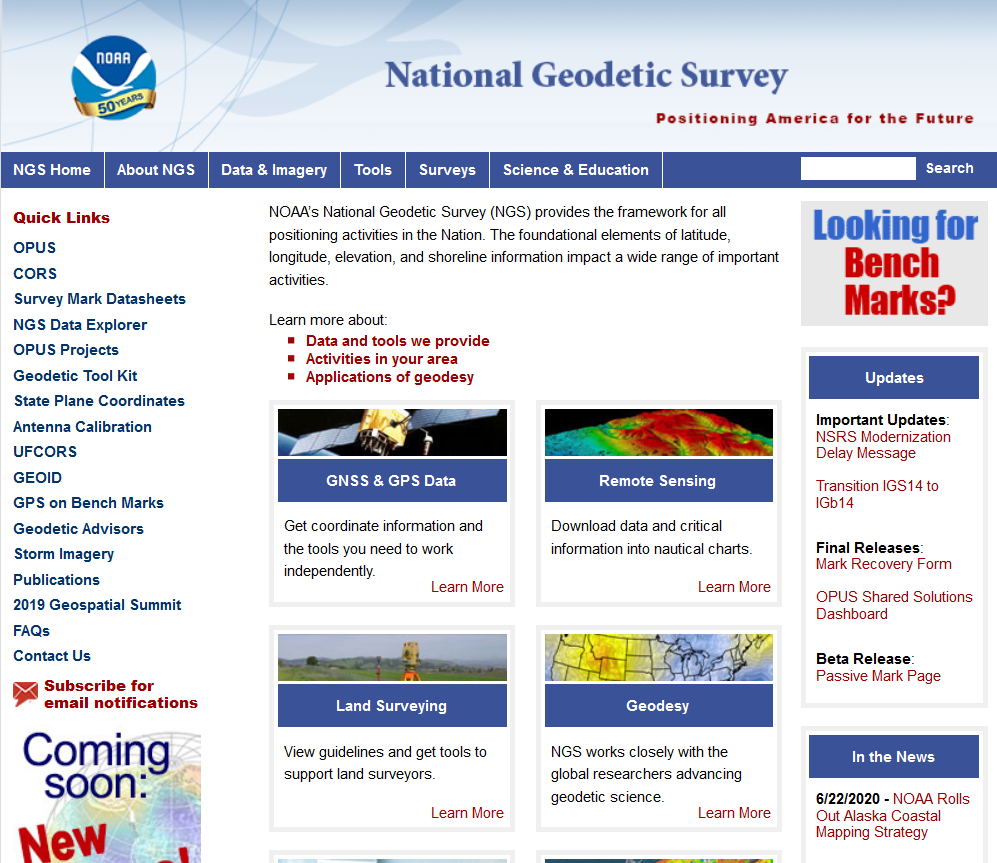 NOAA
50 YEARS
National Geodetic Survey
Positioning America for the Future
NGS Home
About NGS
Data & Imagery
Tools
Surveys
Science & Education
Search
Quick Links
OPUS
CORS
Survey Mark Datasheets
NGS Data Explorer
OPUS Projects
Geodetic Tool Kit
State Plane Coordinates
Antenna Calibration
UFCORS
GEOID
GPS on Bench Marks
Geodetic Advisors
Storm Imagery
Publications
2019 Geospatial Summit
FAQs
Contact Us
Subscribe for
email notifications
Coming
soon:
New
NOAA's National Geodetic Survey (NGS) provides the framework for all
positioning activities in the Nation. The foundational elements of latitude,
longitude, elevation, and shoreline information impact a wide range of important
activities.
Learn more about:
Data and tools we provide
Activities in your area
Applications of geodesy
GNSS & GPS Data
Get coordinate information and
the tools you need to work
independently.
Learn More
Remote Sensing
Download data and critical
information into nautical charts.
Learn More
Land Surveying
View guidelines and get tools to
support land surveyors.
Learn More
Geodesy
NGS works closely with the
global researchers advancing
geodetic science.
Learn More
Looking for
Bench
Marks?
Updates
Important Updates:
NSRS Modernization
Delay Message
Transition IGS14 to
IGb14
Final Releases:
Mark Recovery Form
OPUS Shared Solutions
Dashboard
Beta Release:
Passive Mark Page
In the News
6/22/2020 - NOAA Rolls
Out Alaska Coastal
Mapping Strategy